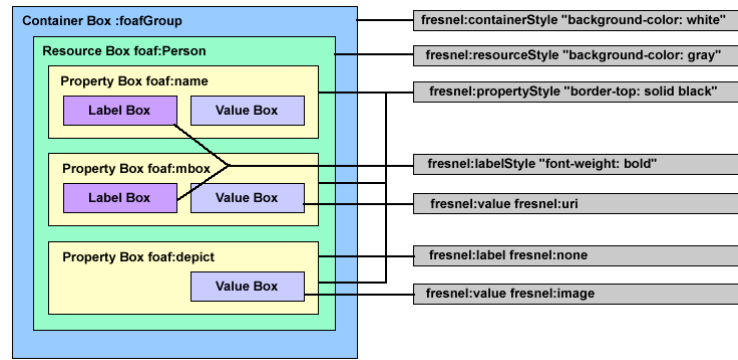 Container Box :foafGroup
fresnel:containerStyle "background-color: white"
Resource Box foaf:Person
fresnel:resourceStyle "background-color: gray"
Property Box foaf:name
fresnel:propertyStyle "border-top: solid black"
Label Box
Value Box
Property Box foaf:mbox
fresnel:labelStyle "font-weight: bold"
Label Box
Value Box
fresnel:value fresnel:uri
Property Box foaf:depict
fresnel:label fresnel:none
Value Box
fresnel:value fresnel:image